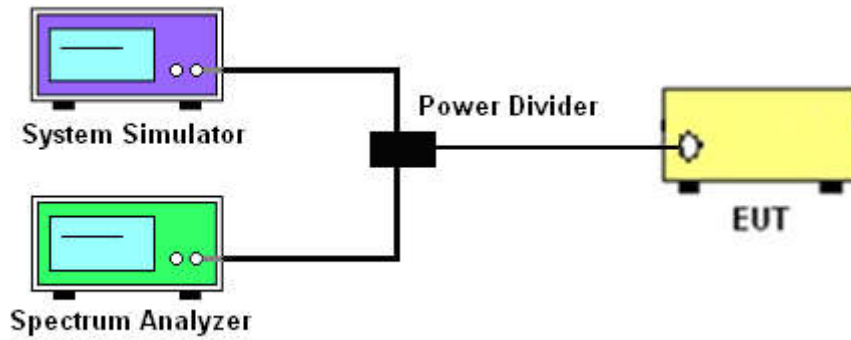 System Simulator
Power Divider
EUT
Spectrum Analyzer